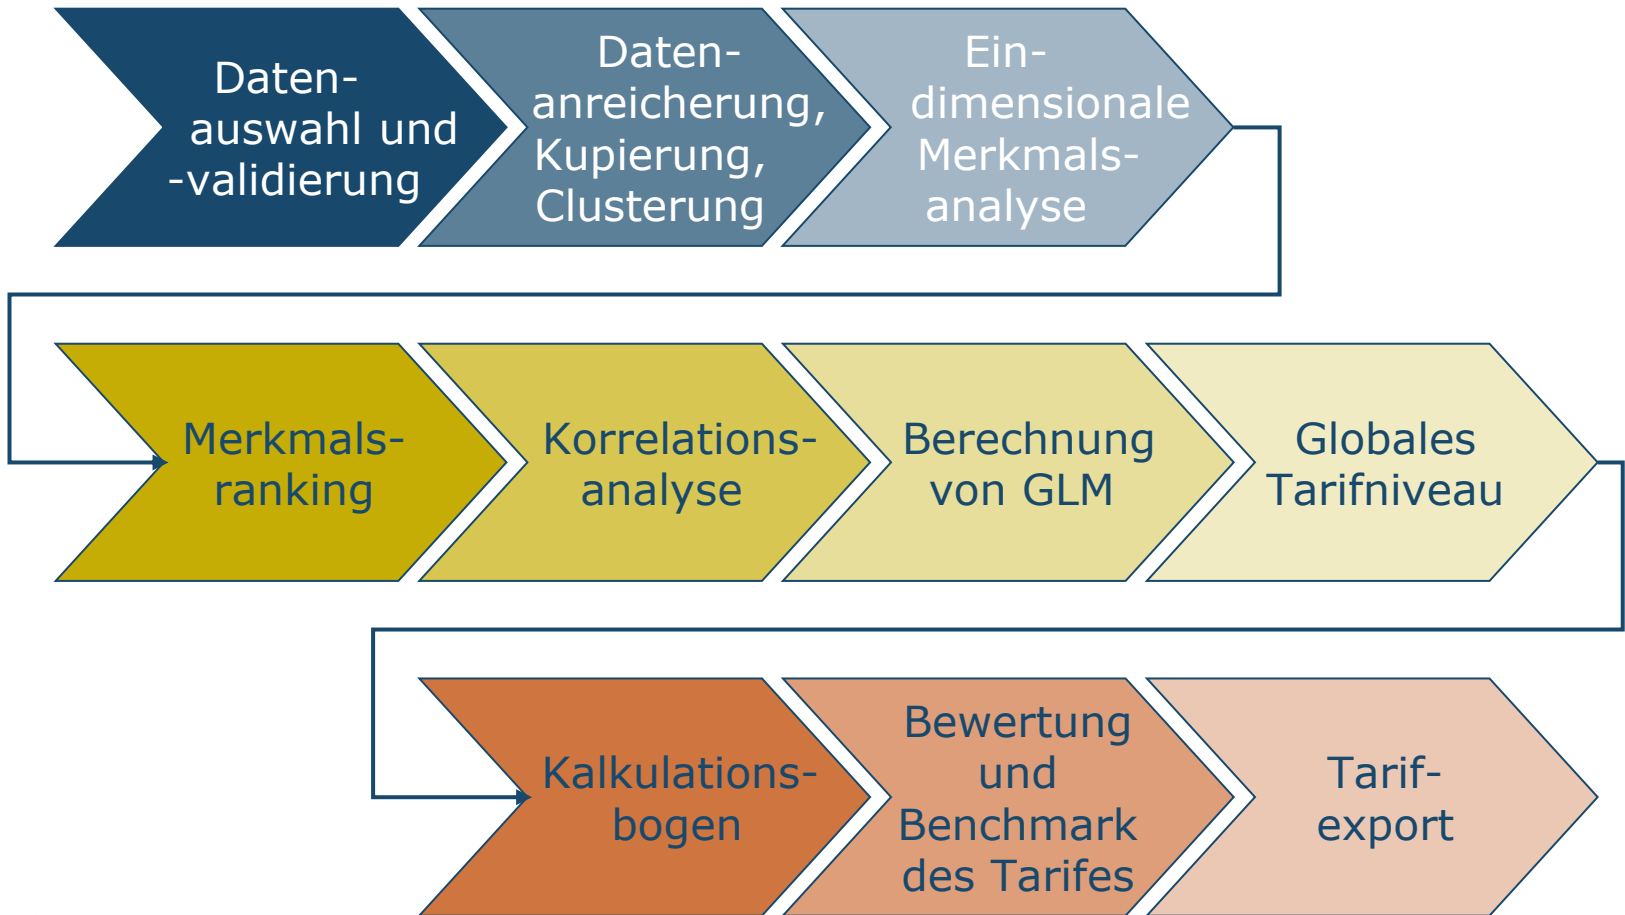 Daten-
auswahl und
-validierung
Daten-
anreicherung,
Kupierung,
Clusterung
Ein-
dimensionale
Merkmals-
analyse
Merkmals-
ranking
Korrelations-
analyse
Berechnung
von GLM
Globales
Tarifniveau
Kalkulations-
bogen
Bewertung
und
Benchmark
des Tarifes
Tarif-
export